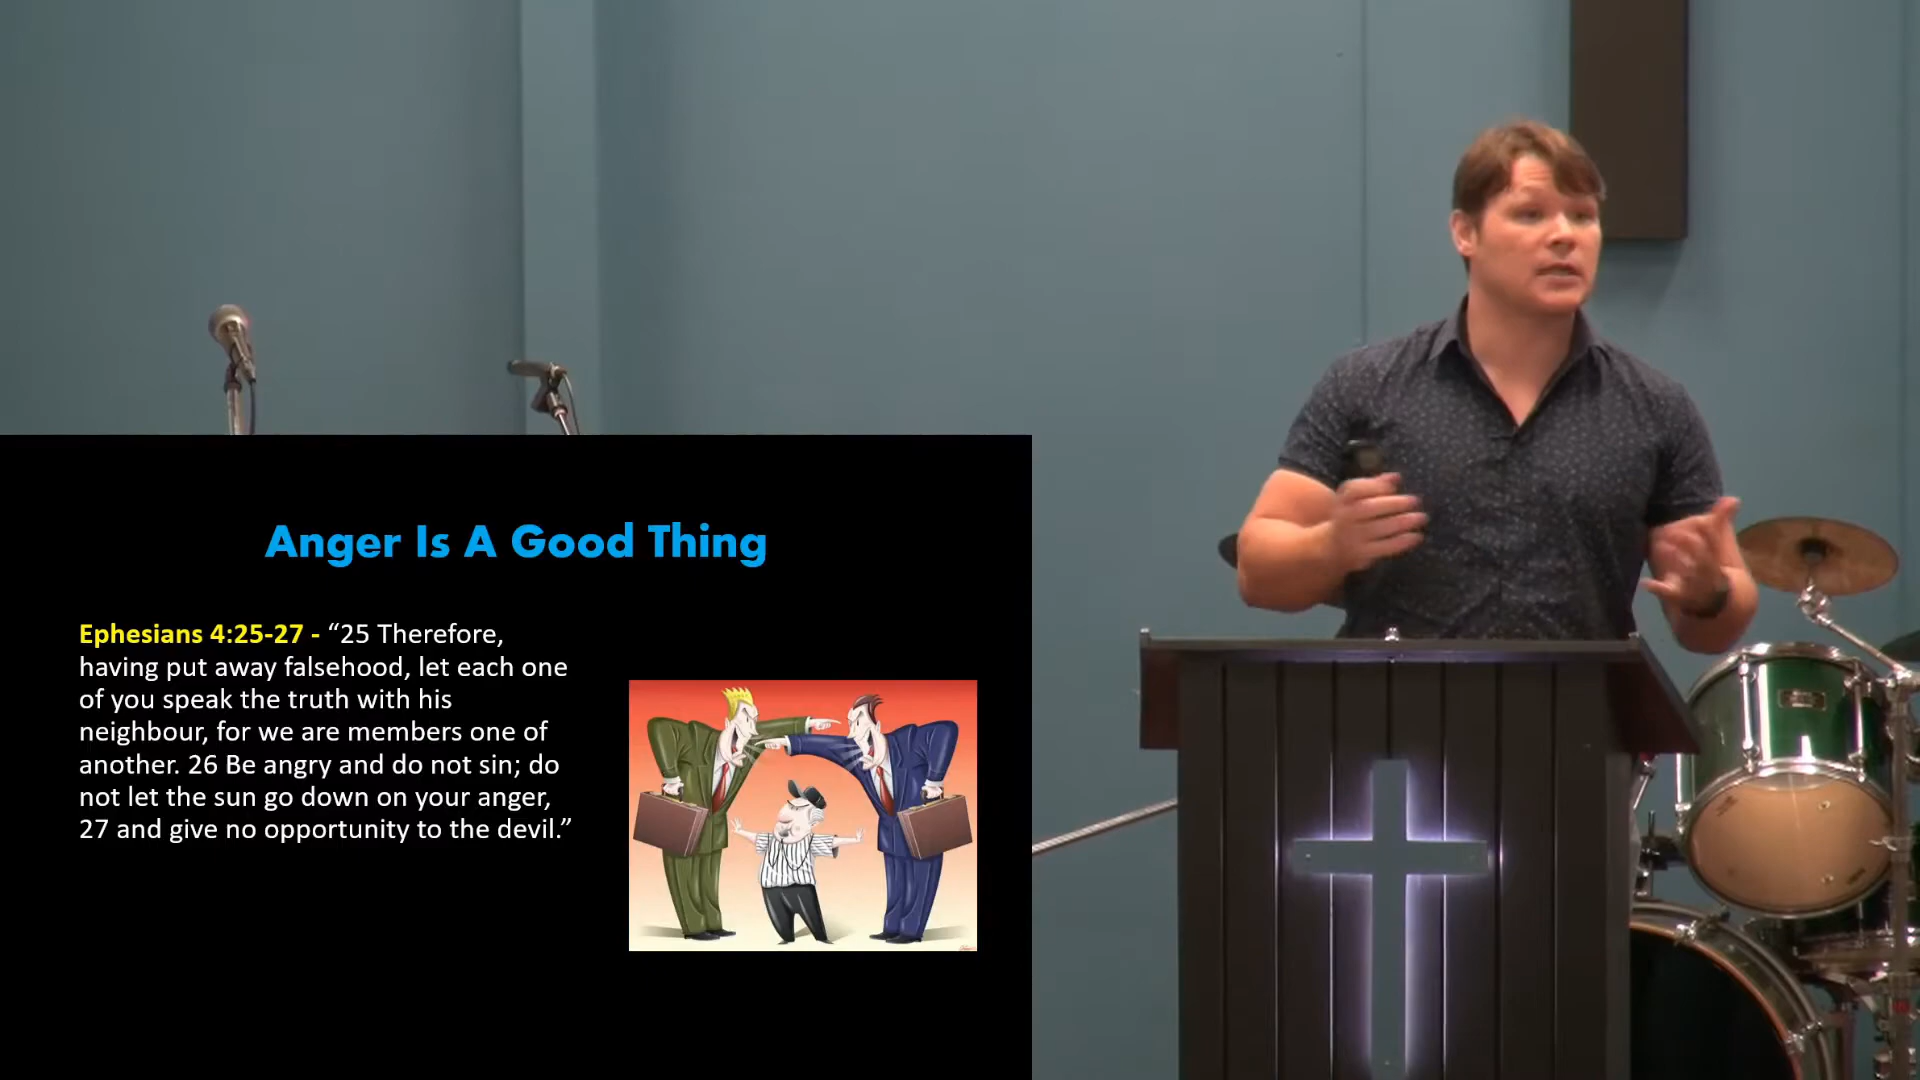 Anger Is A Good Thing
Ephesians 4:25-27 - “25 Therefore,
having put away falsehood, let each one
of you speak the truth with his
neighbour, for we are members one of
another. 26 Be angry and do not sin; do
not let the sun go down on your anger,
27 and give no opportunity to the devil.”